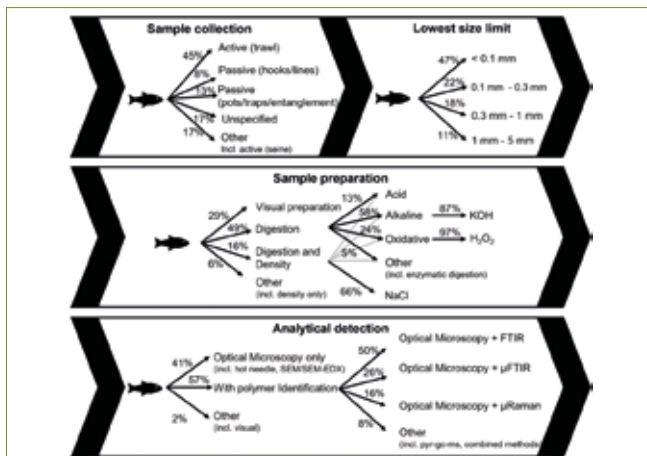 Sample collection
45%
Active (trawl)
8%
Passive (hooks/lines)
13%
Passive
(pots/traps/entanglement)
17%
Unspecified
17%
Other
Incl. active (seine)
Lowest size limit
47%
< 0.1 mm
22%
0.1 mm - 0.3 mm
18%
0.3 mm - 1 mm
11%
1 mm - 5 mm
Sample preparation
29%
Visual preparation
49%
Digestion
16%
Digestion and
Density
6%
Other
(incl. density only)
13%
Acid
58%
Alkaline
87%
KOH
24%
Oxidative
97%
H₂O₂
5%
Other
(incl. enzymatic digestion)
66%
NaCl
Analytical detection
41%
Optical Microscopy only
(incl. hot needle, SEM/SEM-EDX)
57%
With polymer Identification
2%
Other
(incl. visual)
50%
Optical Microscopy + FTIR
26%
Optical Microscopy + µFTIR
16%
Optical Microscopy + µRaman
8%
Other
(incl. pyr-gc-ms, combined methods)